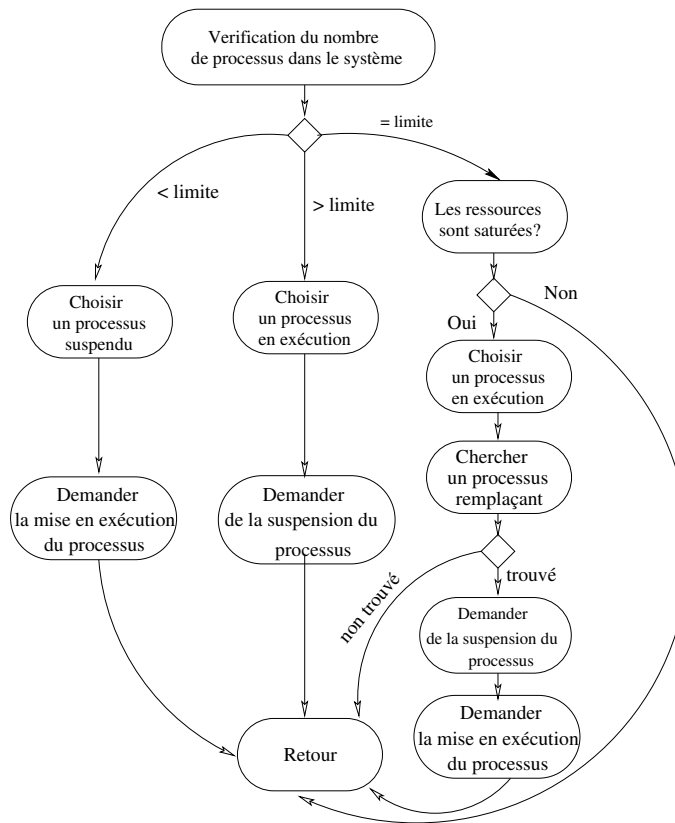 Verification du nombre
de processus dans le système
= limite
< limite
> limite
Les ressources
sont saturées?
Non
Oui
Choisir
un processus
suspendu
Choisir
un processus
en exécution
Choisir
un processus
en exécution
Chercher
un processus
remplaçant
Demander
la mise en exécution
du processus
Demander
de la suspension du
processus
non trouvé
trouvé
Demander
de la suspension du
processus
Demander
la mise en exécution
du processus
Retour